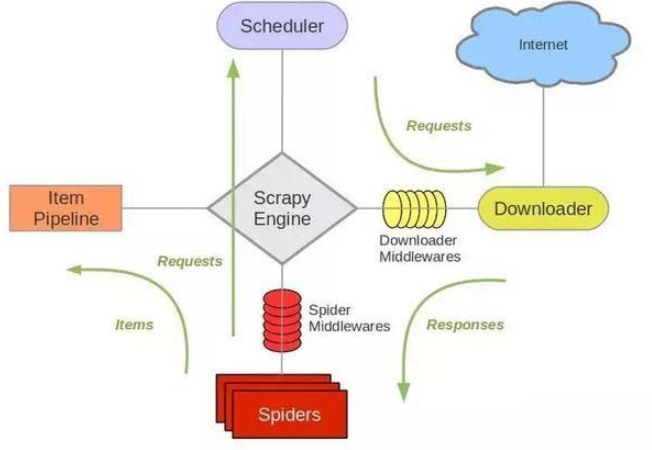 Scheduler
Internet
Requests
Item
Pipeline
Scrapy
Engine
Downloader
Downloader
Middlewares
Requests
Items
Spider
Middlewares
Responses
Spiders